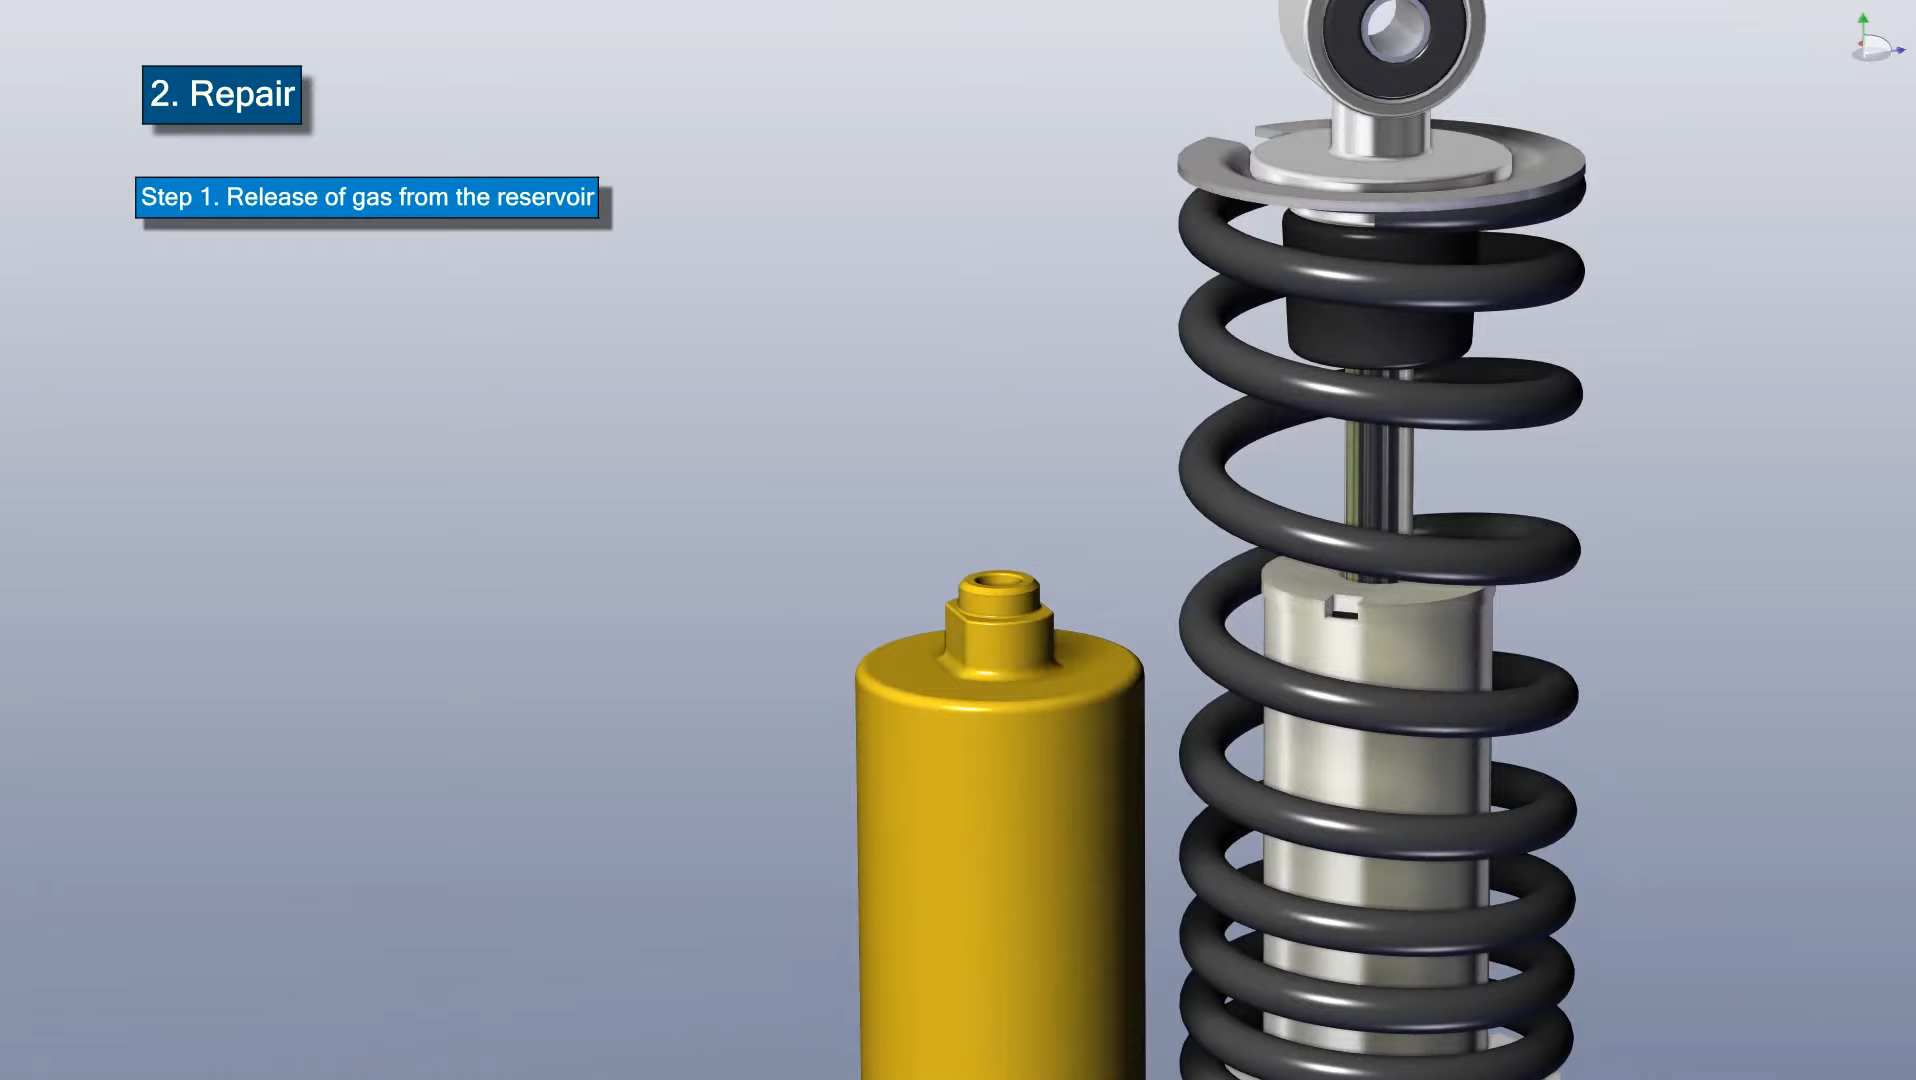 2. Repair
Step 1. Release of gas from the reservoir